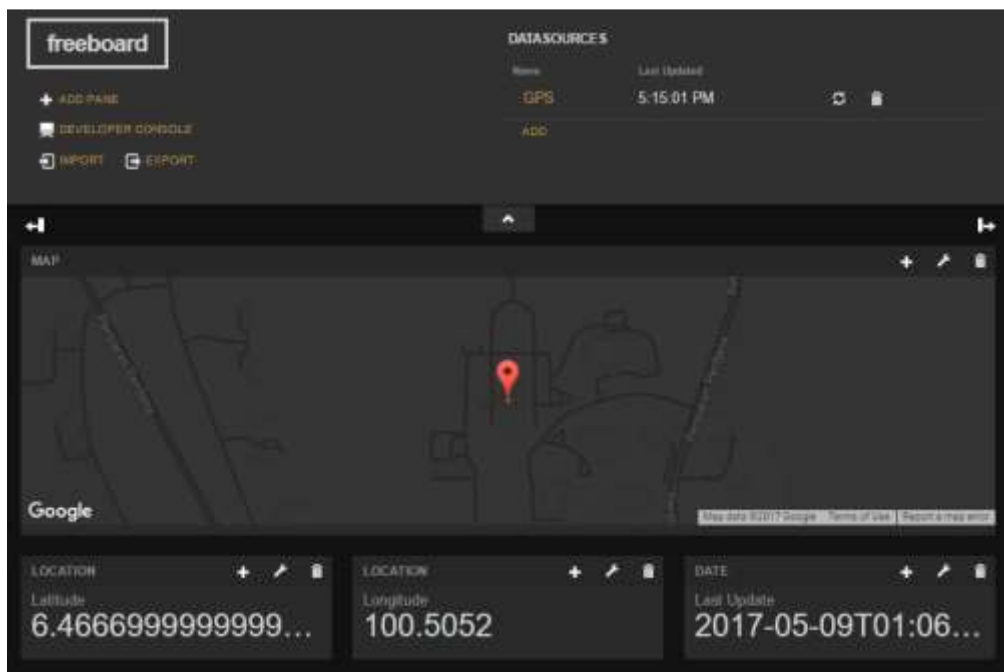 freeboard
ADD PANE
DEVELOPER CONSOLE
IMPORT EXPORT
DATASOURCES
Name Last Updated
GPS 5:15:01 PM
ADD
MAP
Google
Map data ©2017 Google Terms of Use Report a map error
LOCATION
Latitude
6.4666999999999...
LOCATION
Longitude
100.5052
DATE
Last Update
2017-05-09T01:06...